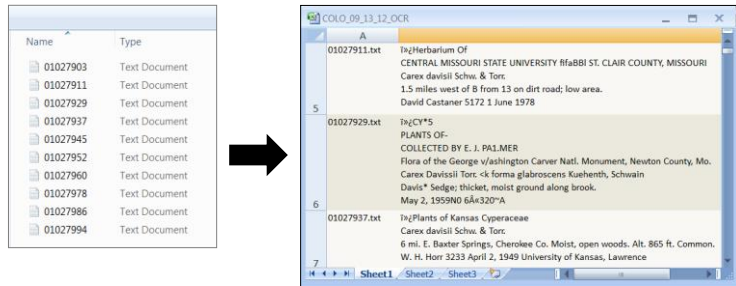 Name Type
01027903 Text Document
01027911 Text Document
01027929 Text Document
01027937 Text Document
01027945 Text Document
01027952 Text Document
01027960 Text Document
01027978 Text Document
01027986 Text Document
01027994 Text Document
COLO_09_13_12_OCR
A
01027911.txt ï»¿Herbarium Of
CENTRAL MISSOURI STATE UNIVERSITY fifaBBI ST. CLAIR COUNTY, MISSOURI
Carex davisii Schw. & Torr.
1.5 miles west of B from 13 on dirt road; low area.
David Castaner 5172 1 June 1978
5
01027929.txt ï»¿CY*5
PLANTS OF-
COLLECTED BY E. J. PA1.MER
Flora of the George v/ashington Carver Natl. Monument, Newton County, Mo.
Carex Davissii Torr. <k forma glabroscens Kuehenth, Schwain
Davis* Sedge; thicket, moist ground along brook.
May 2, 1959N0 6Â«320~A
6
01027937.txt ï»¿Plants of Kansas Cyperaceae
Carex davisii Schw. & Torr.
6 mi. E. Baxter Springs, Cherokee Co. Moist, open woods. Alt. 865 ft. Common.
W. H. Horr 3233 April 2, 1949 University of Kansas, Lawrence
7
Sheet1 Sheet2 Sheet3